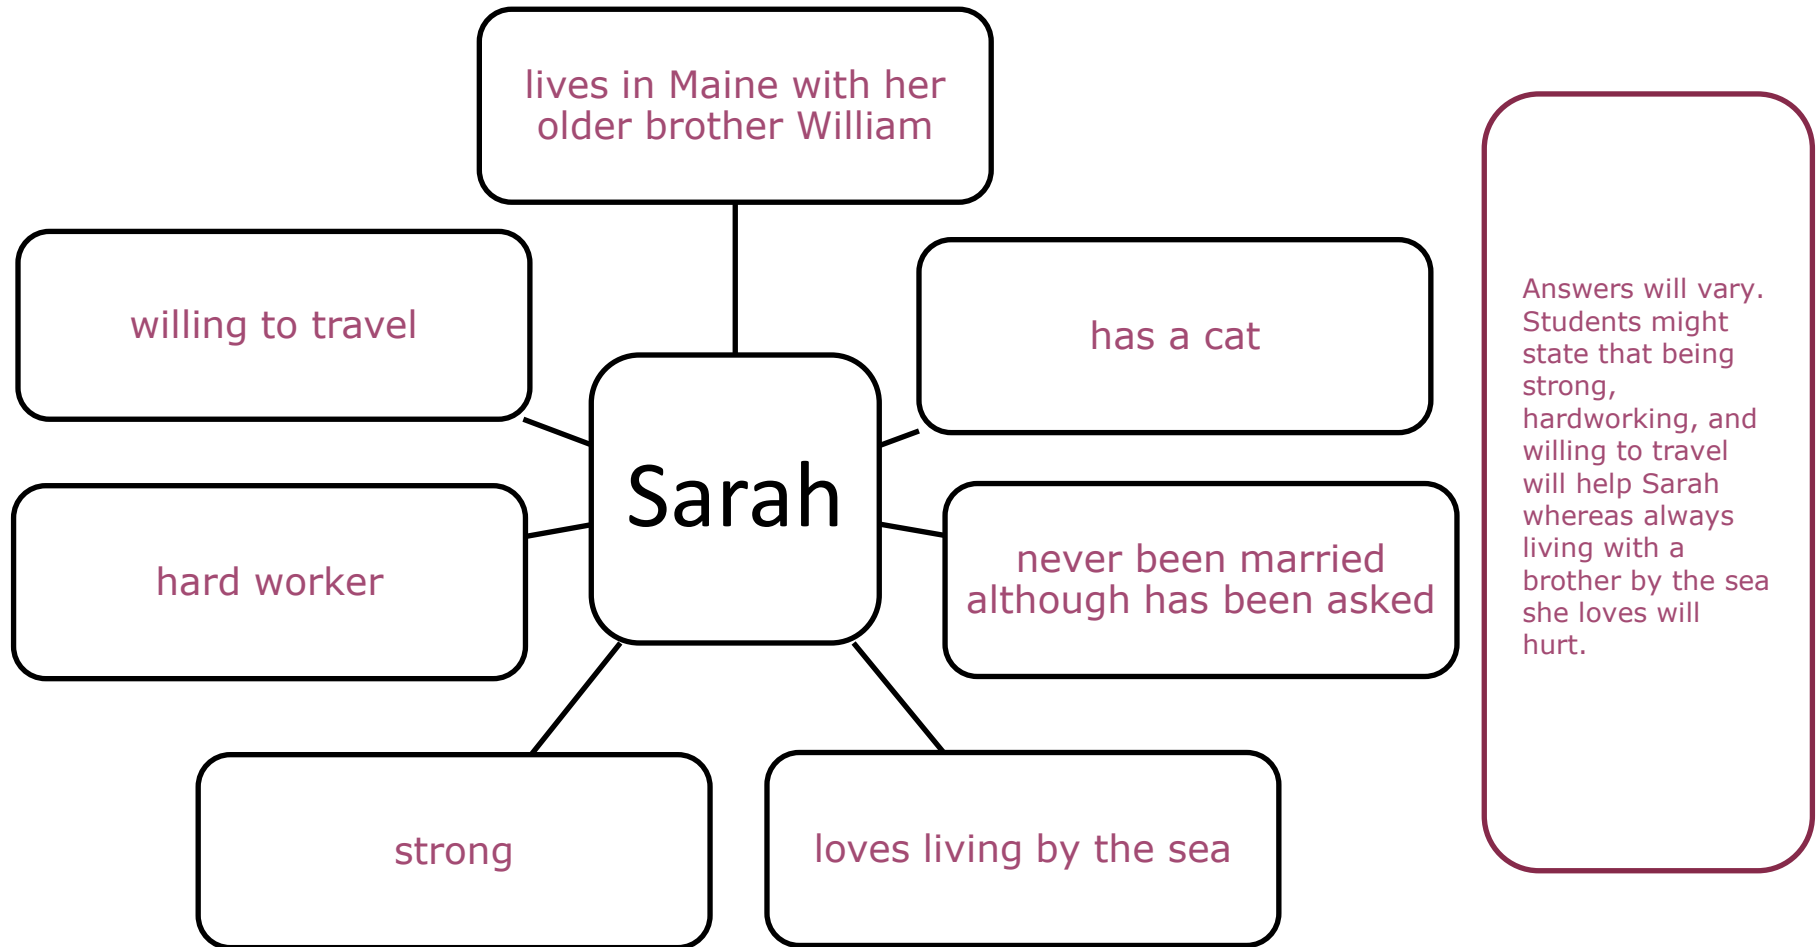 lives in Maine with her
older brother William
willing to travel
has a cat
Sarah
hard worker
never been married
although has been asked
strong
loves living by the sea
Answers will vary.
Students might
state that being
strong,
hardworking, and
willing to travel
will help Sarah
whereas always
living with a
brother by the sea
she loves will
hurt.